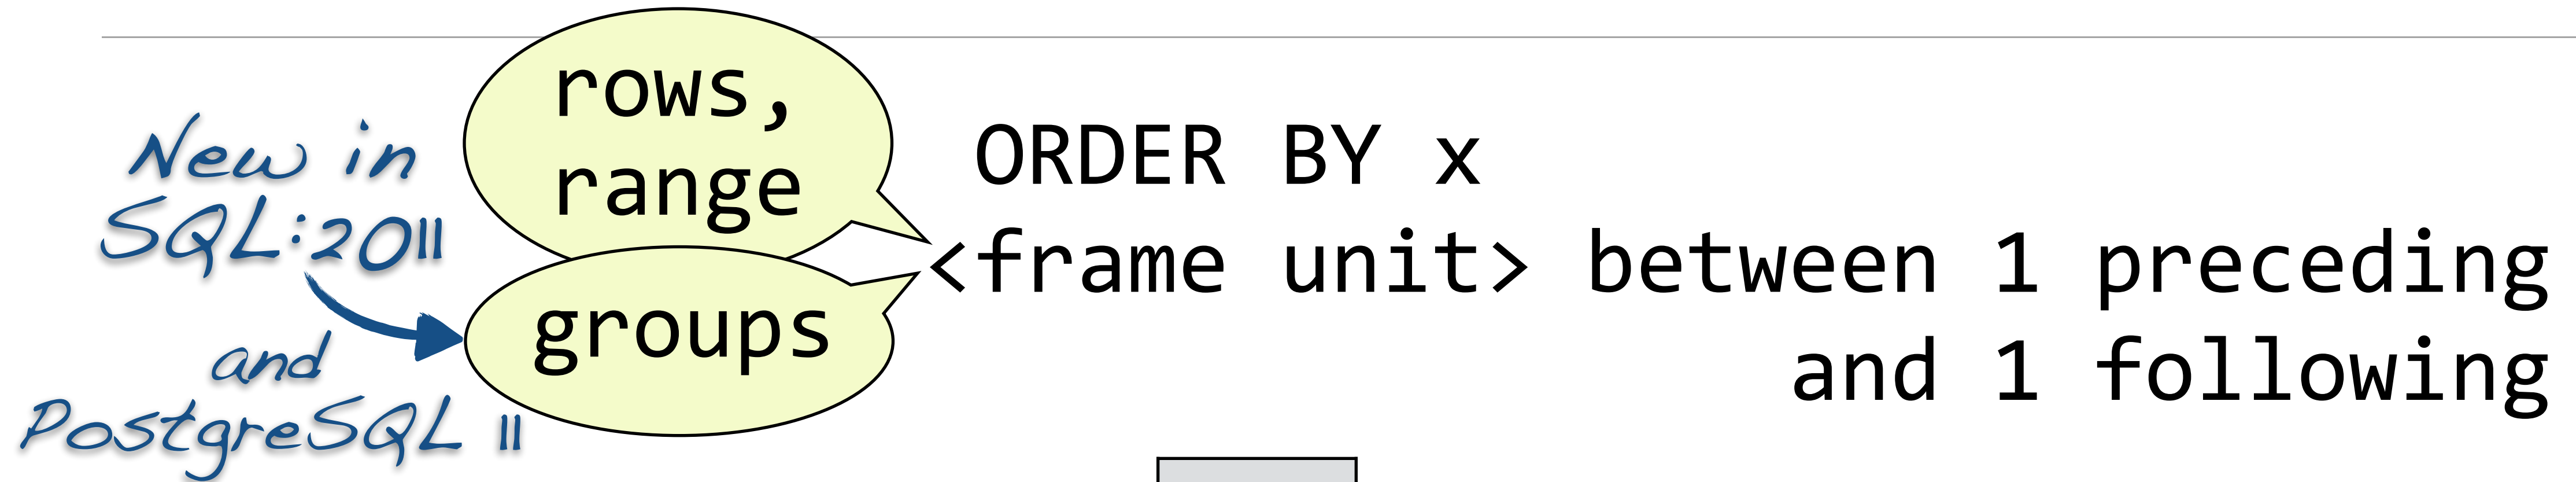 New in
SQL:2011
and
PostgreSQL 11
rows,
range
groups
ORDER BY x
<frame unit> between 1 preceding
and 1 following